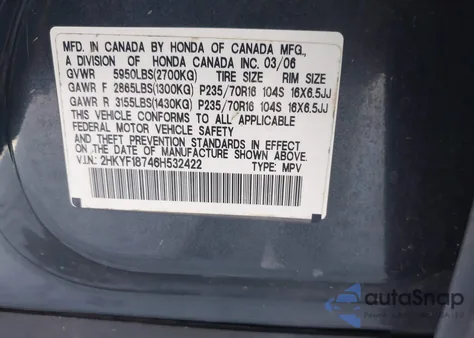 MFD. IN CANADA BY HONDA OF CANADA MFG.,
A DIVISION OF HONDA CANADA INC. 03/06
GVWR 5950LBS(2700KG) TIRE SIZE RIM SIZE
GAWR F 2865LBS(1300KG) P235/70R16 104S 16X6.5JJ
GAWR R 3155LBS(1430KG) P235/70R16 104S 16X6.5JJ
THIS VEHICLE CONFORMS TO ALL APPLICABLE
FEDERAL MOTOR VEHICLE SAFETY
AND THEFT PREVENTION STANDARDS IN EFFECT
ON THE DATE OF MANUFACTURE SHOWN ABOVE.
V.I.N.: 2HKYF18746H532422 TYPE: MPV
autoSnap